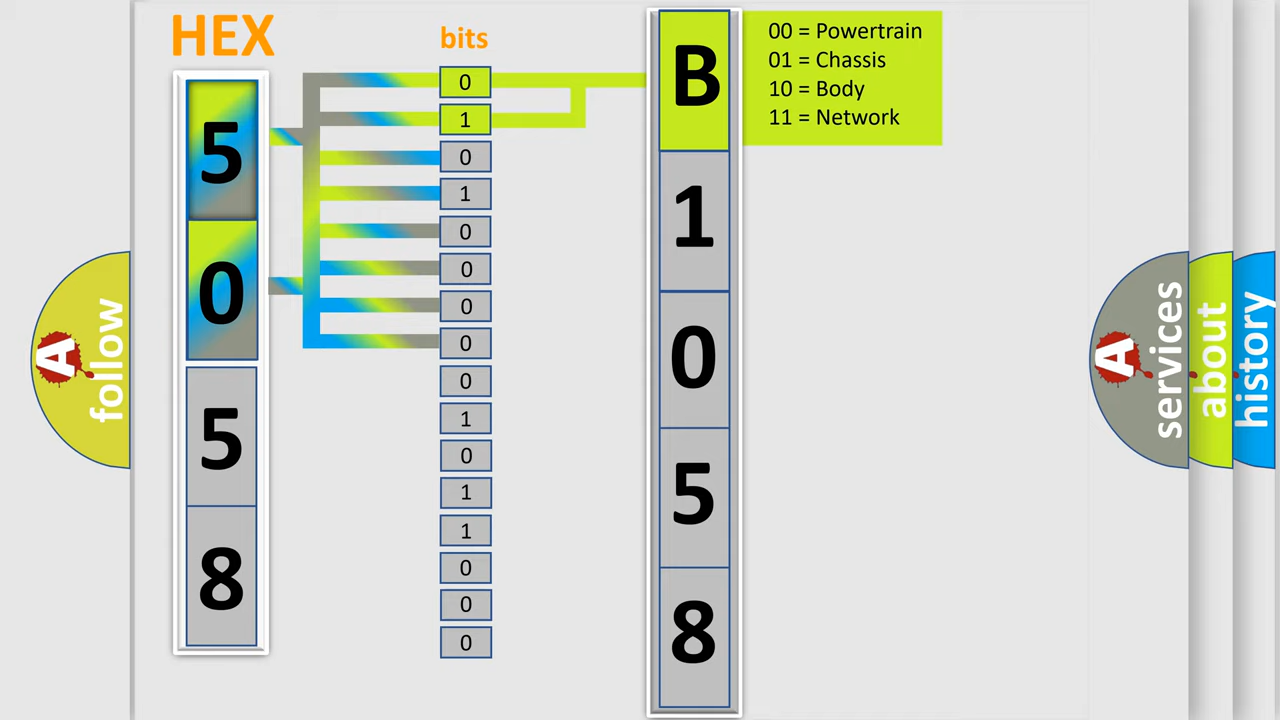 HEX
5
0
5
8
bits
0
1
0
1
0
0
0
0
0
1
0
1
1
0
0
0
B
1
0
5
8
00 = Powertrain
01 = Chassis
10 = Body
11 = Network
A
follow
A
services
about
history